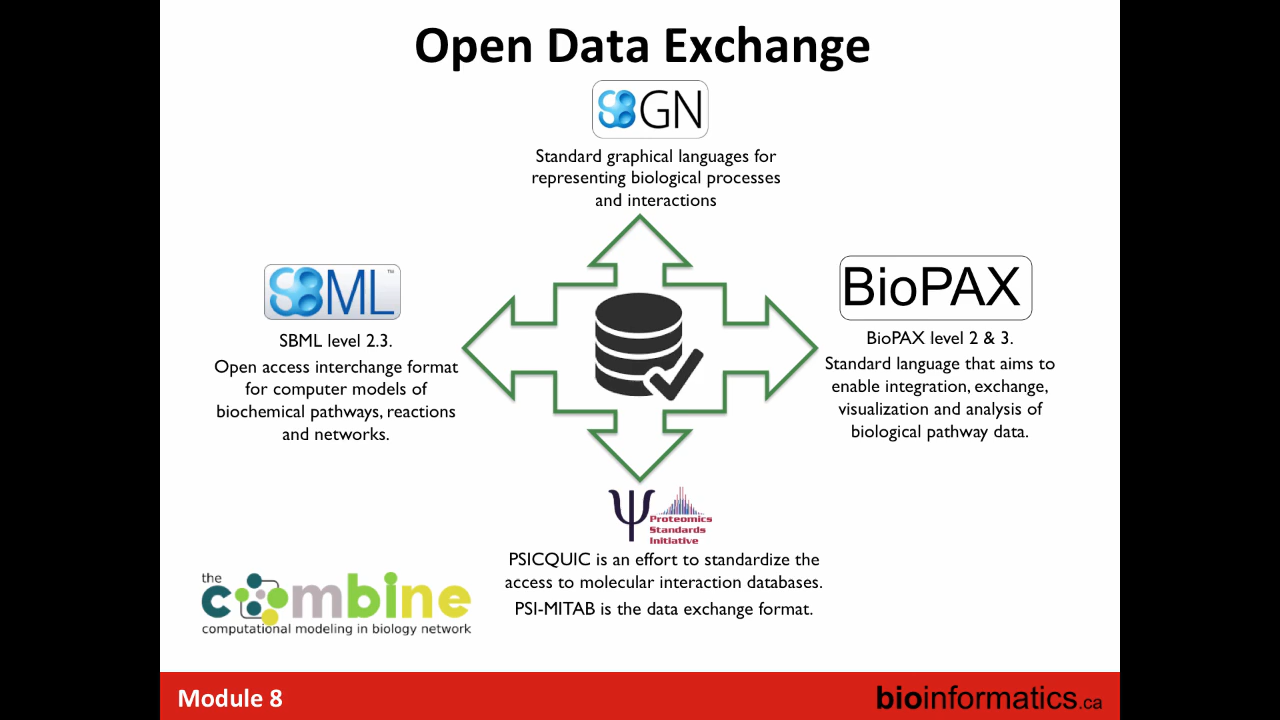 Open Data Exchange
SBGN
Standard graphical languages for
representing biological processes
and interactions
SBML™
SBML level 2.3.
Open access interchange format
for computer models of
biochemical pathways, reactions
and networks.
BioPAX
BioPAX level 2 & 3.
Standard language that aims to
enable integration, exchange,
visualization and analysis of
biological pathway data.
Ψ
Proteomics
Standards
Initiative
PSICQUIC is an effort to standardize the
access to molecular interaction databases.
PSI-MITAB is the data exchange format.
the
combine
computational modeling in biology network
Module 8
bioinformatics.ca